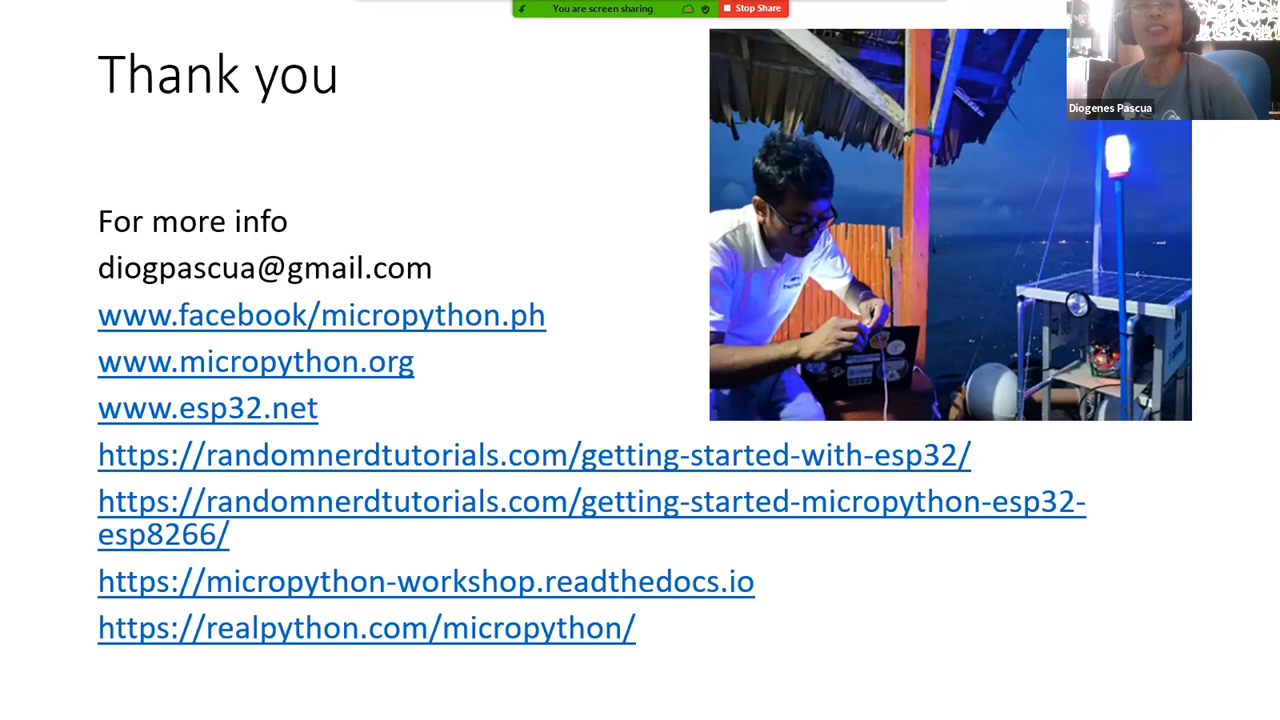 You are screen sharing
Stop Share
Thank you
Diogenes Pascua
For more info
diogpascua@gmail.com
www.facebook/micropython.ph
www.micropython.org
www.esp32.net
https://randomnerdtutorials.com/getting-started-with-esp32/
https://randomnerdtutorials.com/getting-started-micropython-esp32-
esp8266/
https://micropython-workshop.readthedocs.io
https://realpython.com/micropython/